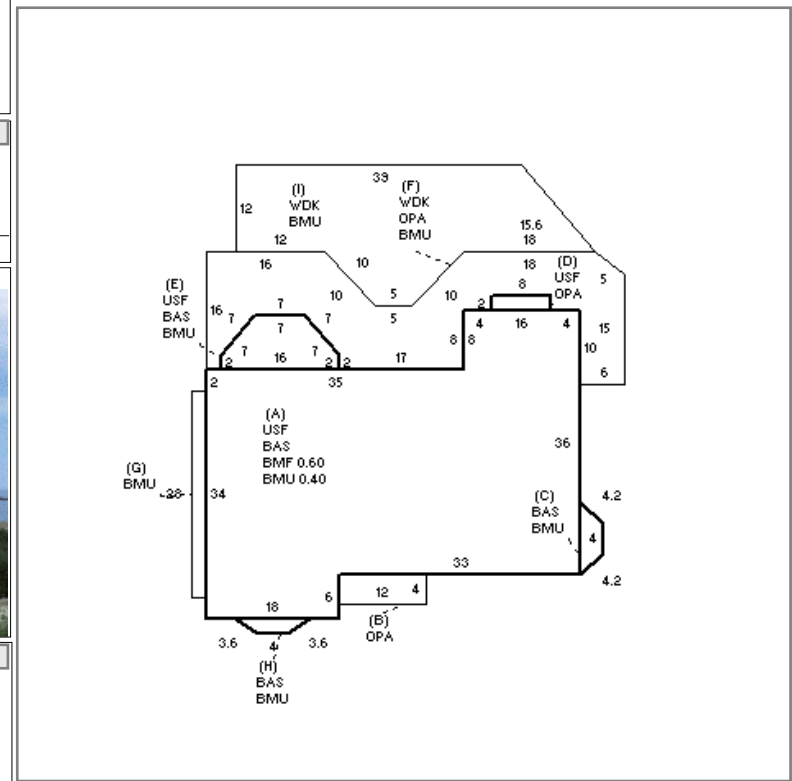 39
(I)
WDK
BMU
(F)
WDK
OPA
BMU
12
12
15.6
18
16
10
18
(D)
USF
OPA
8
5
(E)
USF
BAS
BMU
7
10
5
10
2
16
7
7
7
5
4
16
4
15
8
8
10
7
16
7
17
6
2
2
2
2
35
(A)
USF
BAS
BMF 0.60
BMU 0.40
36
(G)
BMU
28
34
(C)
BAS
BMU
4.2
4
33
4.2
6
12
4
18
(B)
OPA
3.6
4
3.6
(H)
BAS
BMU